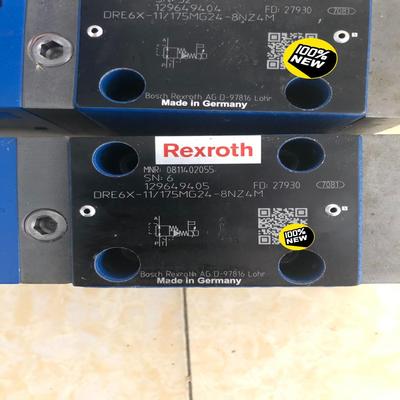 129649404
FD: 27930
7081
DRE6X-11/175MG24-8NZ4M
100%
NEW
Bosch Rexroth AG D-97816 Lohr
Made in Germany
Rexroth
MNR: 0811402055
SN: 6
129649405
FD: 27930
7081
DRE6X-11/175MG24-8NZ4M
100%
NEW
Bosch Rexroth AG D-97816 Lohr
Made in Germany